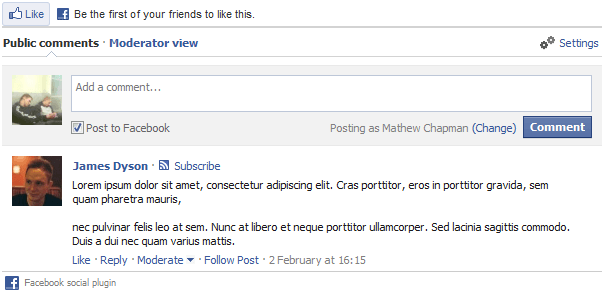 Like Be the first of your friends to like this.
Public comments · Moderator view Settings
Add a comment...
Post to Facebook Posting as Mathew Chapman (Change) Comment
James Dyson · Subscribe
Lorem ipsum dolor sit amet, consectetur adipiscing elit. Cras porttitor, eros in porttitor gravida, sem
quam pharetra mauris,
nec pulvinar felis leo at sem. Nunc at libero et neque porttitor ullamcorper. Sed lacinia sagittis commodo.
Duis a dui nec quam varius mattis.
Like · Reply · Moderate · Follow Post · 2 February at 16:15
Facebook social plugin